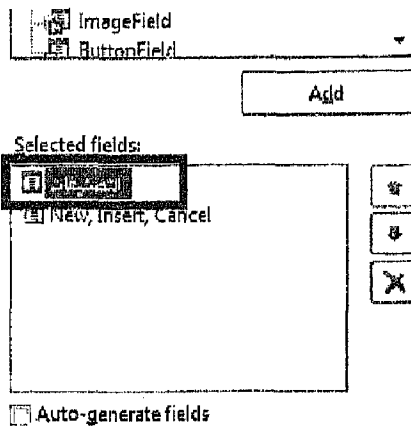 ImageField
ButtonField
Add
Selected fields:
New, Insert, Cancel
Auto-generate fields